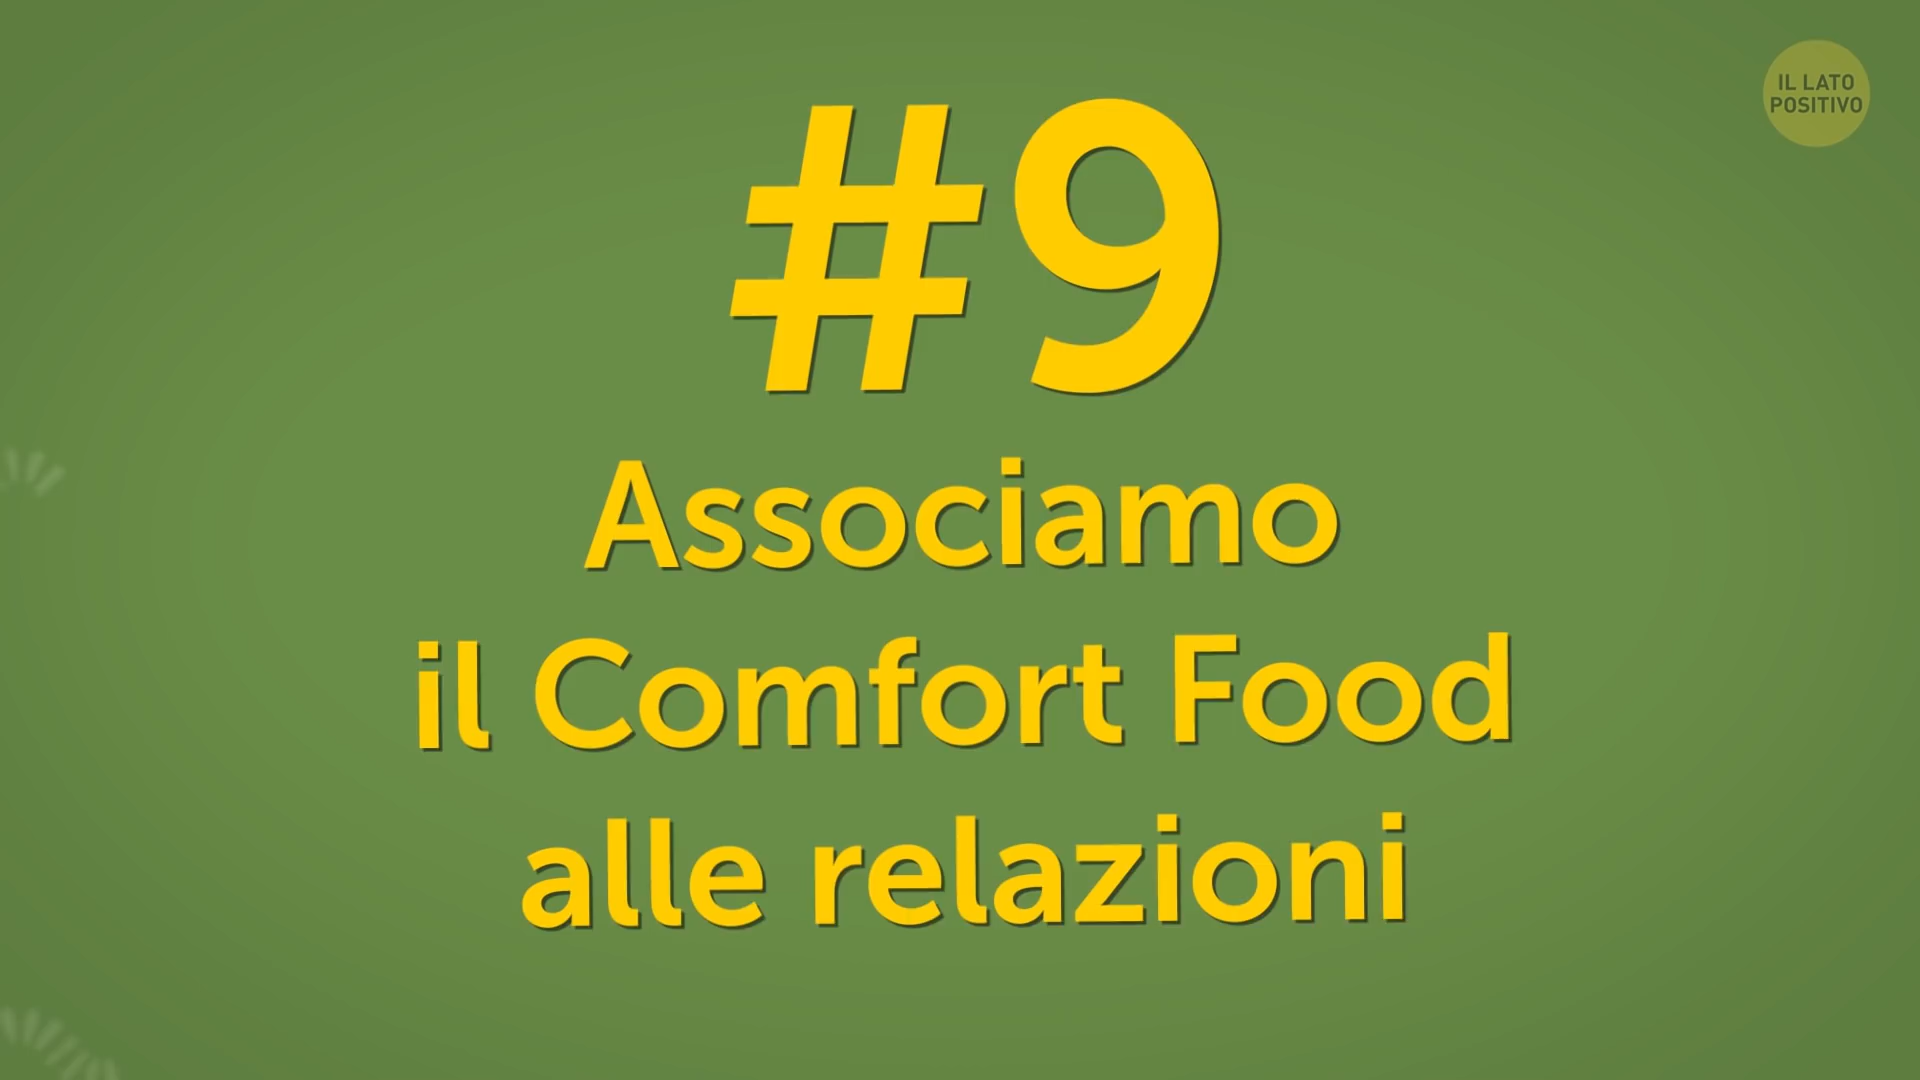 #9
Associamo
il Comfort Food
alle relazioni
IL LATO
POSITIVO